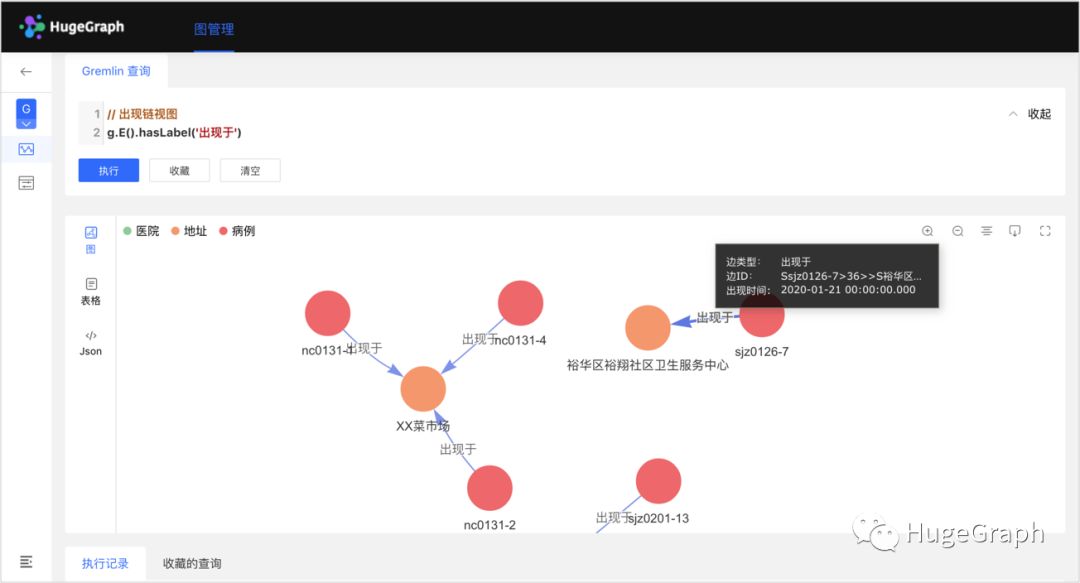 HugeGraph
图管理
Gremlin 查询
1 // 出现链视图
2 g.E().hasLabel('出现于')
收起
执行
收藏
清空
图
表格
Json
医院
地址
病例
边类型: 出现于
边ID: Ssjz0126-7>36>>S裕华区...
出现时间: 2020-01-21 00:00:00.000
出现于
nc0131-1
出现于
nc0131-4
出现于
sjz0126-7
裕华区裕翔社区卫生服务中心
XX菜市场
出现于
nc0131-2
出现于
sjz0201-13
HugeGraph
执行记录
收藏的查询
G